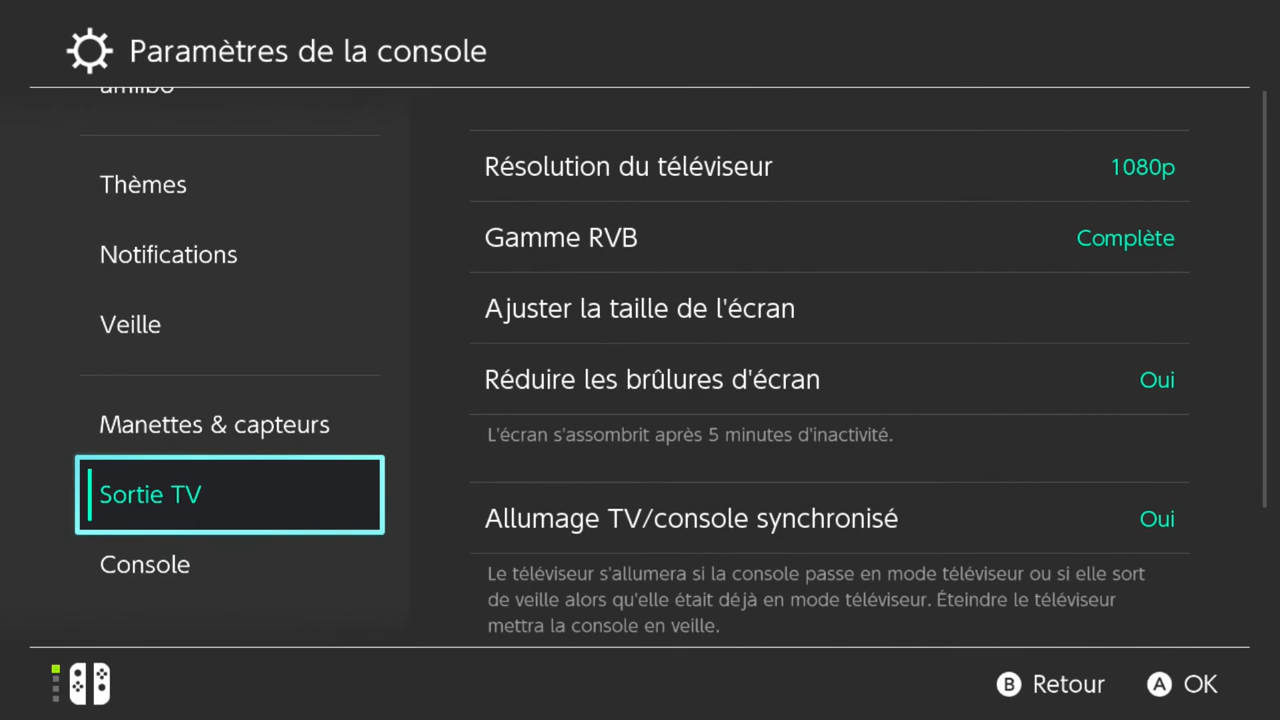 Paramètres de la console
amiibo
Thèmes
Notifications
Veille
Manettes & capteurs
Sortie TV
Console
Résolution du téléviseur 1080p
Gamme RVB Complète
Ajuster la taille de l'écran
Réduire les brûlures d'écran Oui
L'écran s'assombrit après 5 minutes d'inactivité.
Allumage TV/console synchronisé Oui
Le téléviseur s'allumera si la console passe en mode téléviseur ou si elle sort
de veille alors qu'elle était déjà en mode téléviseur. Éteindre le téléviseur
mettra la console en veille.
B Retour A OK